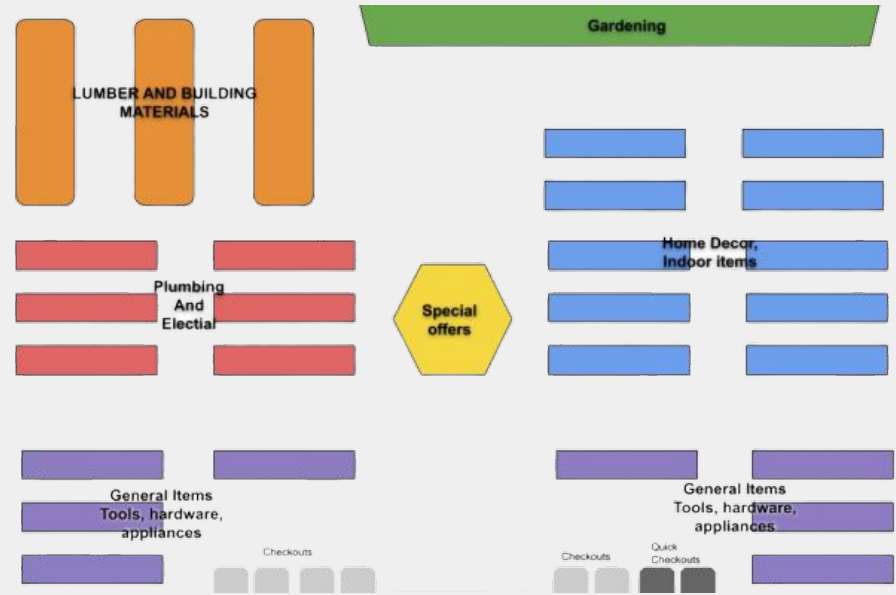 Gardening
LUMBER AND BUILDING
MATERIALS
Home Decor,
Indoor items
Plumbing
And
Electial
Special
offers
General Items
Tools, hardware,
appliances
General Items
Tools, hardware,
appliances
Checkouts
Checkouts
Quick
Checkouts